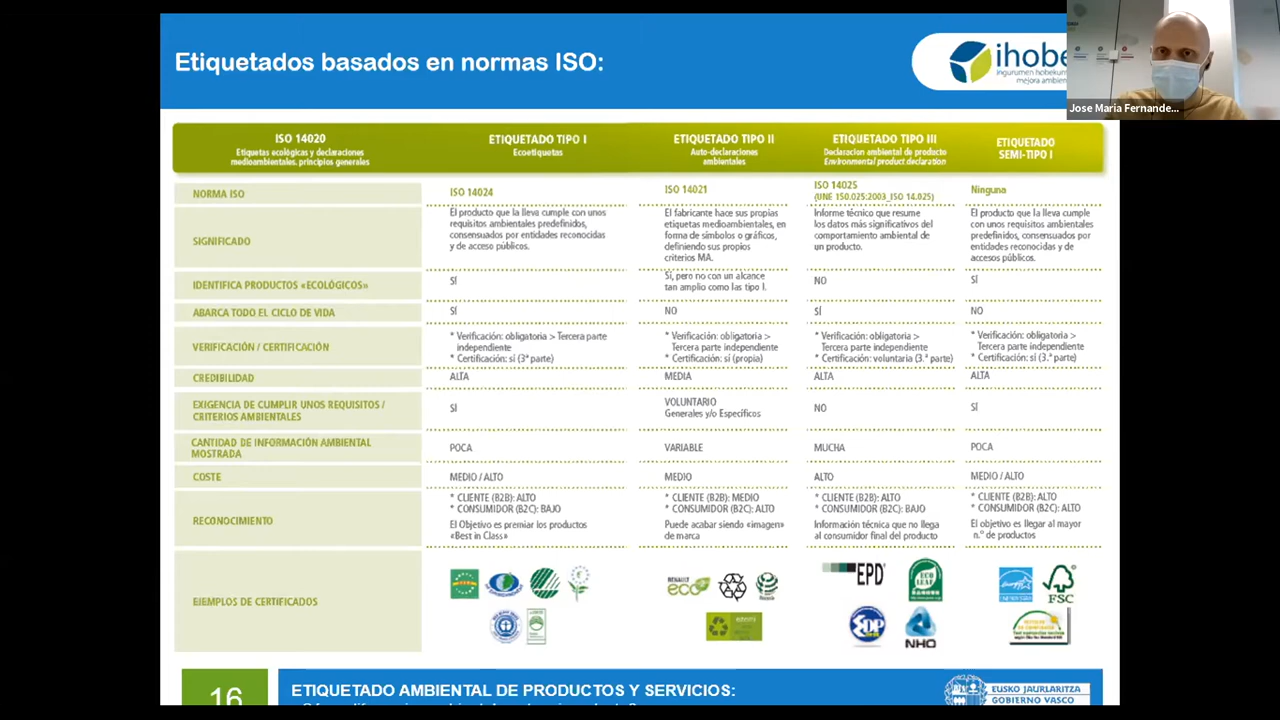 Etiquetados basados en normas ISO:
ihobe
ingurumen hobekun
mejora ambien
Jose Maria Fernande...
ISO 14020
Etiquetas ecológicas y declaraciones
medioambientales. principios generales
ETIQUETADO TIPO I
Ecoetiquetas
ETIQUETADO TIPO II
Auto-declaraciones
ambientales
ETIQUETADO TIPO III
Declaracion ambiental de producto
Environmental product declaration
ETIQUETADO
SEMI-TIPO I
NORMA ISO
ISO 14024
ISO 14021
ISO 14025
(UNE 150.025:2003_ISO 14.025)
Ninguna
SIGNIFICADO
El producto que la lleva cumple con unos
requisitos ambientales predefinidos,
consensuados por entidades reconocidas
y de acceso públicos.
El fabricante hace sus propias
etiquetas medioambientales, en
forma de símbolos o gráficos,
definiendo sus propios
criterios MA.
Informe técnico que resume
los datos más significativos del
comportamiento ambiental de
un producto.
El producto que la lleva cumple
con unos requisitos ambientales
predefinidos, consensuados por
entidades reconocidas y de
accesos públicos.
IDENTIFICA PRODUCTOS «ECOLÓGICOS»
SÍ
Sí, pero no con un alcance
tan amplio como las tipo I.
NO
SÍ
ABARCA TODO EL CICLO DE VIDA
SÍ
NO
SÍ
NO
VERIFICACIÓN / CERTIFICACIÓN
* Verificación: obligatoria > Tercera parte
independiente
* Certificación: sí (3ª parte)
* Verificación: obligatoria >
Tercera parte independiente
* Certificación: sí (propia)
* Verificación: obligatoria >
Tercera parte independiente
* Certificación: voluntaria (3.ª parte)
* Verificación: obligatoria >
Tercera parte independiente
* Certificación: sí (3.ª parte)
CREDIBILIDAD
ALTA
MEDIA
ALTA
ALTA
EXIGENCIA DE CUMPLIR UNOS REQUISITOS /
CRITERIOS AMBIENTALES
SI
VOLUNTARIO
Generales y/o Específicos
NO
SÍ
CANTIDAD DE INFORMACIÓN AMBIENTAL
MOSTRADA
POCA
VARIABLE
MUCHA
POCA
COSTE
MEDIO / ALTO
MEDIO
ALTO
MEDIO / ALTO
RECONOCIMIENTO
* CLIENTE (B2B): ALTO
* CONSUMIDOR (B2C): BAJO
El Objetivo es premiar los productos
«Best in Class»
* CLIENTE (B2B): MEDIO
* CONSUMIDOR (B2C): ALTO
Puede acabar siendo «imagen»
de marca
* CLIENTE (B2B): ALTO
* CONSUMIDOR (B2C): BAJO
Información técnica que no llega
al consumidor final del producto
* CLIENTE (B2B): ALTO
* CONSUMIDOR (B2C): ALTO
El objetivo es llegar al mayor
n.º de productos
EJEMPLOS DE CERTIFICADOS
RENAULT
eco²
EPD
ECO
LEAF
FSC
EDP
NHO
16
ETIQUETADO AMBIENTAL DE PRODUCTOS Y SERVICIOS:
EUSKO JAURLARITZA
GOBIERNO VASCO